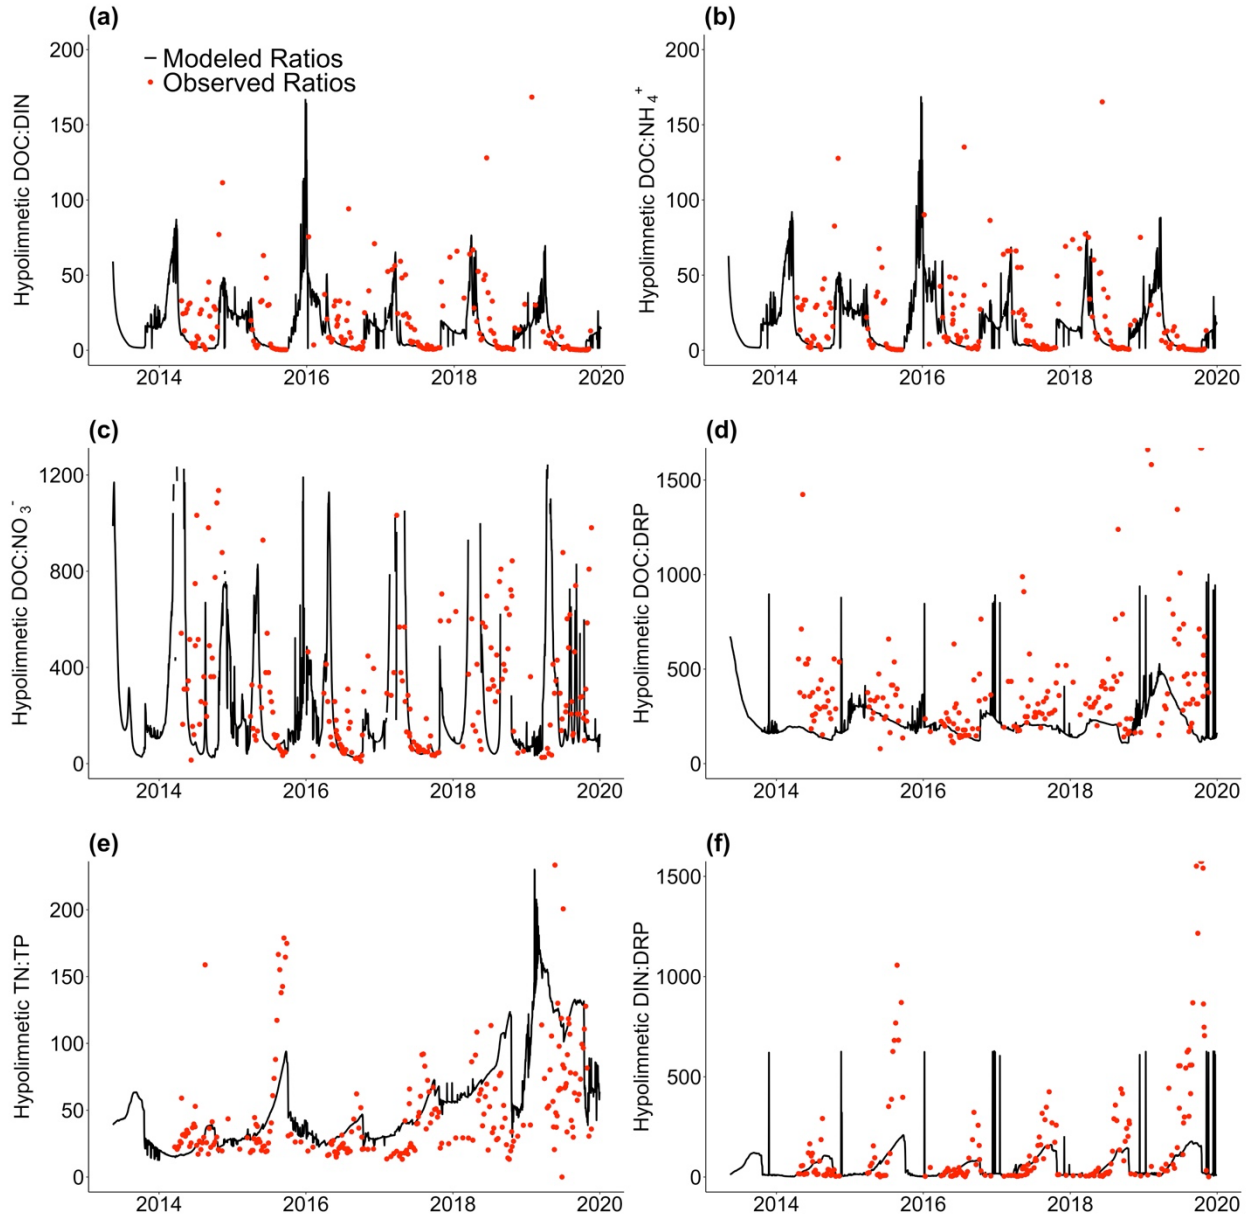 (a)
Hypolimnetic DOC:DIN
200
150
100
50
0
2014 2016 2018 2020
Modeled Ratios
Observed Ratios
(b)
Hypolimnetic DOC:NH₄⁺
200
150
100
50
0
2014 2016 2018 2020
(c)
Hypolimnetic DOC:NO₃⁻
1200
800
400
0
2014 2016 2018 2020
(d)
Hypolimnetic DOC:DRP
1500
1000
500
0
2014 2016 2018 2020
(e)
Hypolimnetic TN:TP
200
150
100
50
0
2014 2016 2018 2020
(f)
Hypolimnetic DIN:DRP
1500
1000
500
0
2014 2016 2018 2020